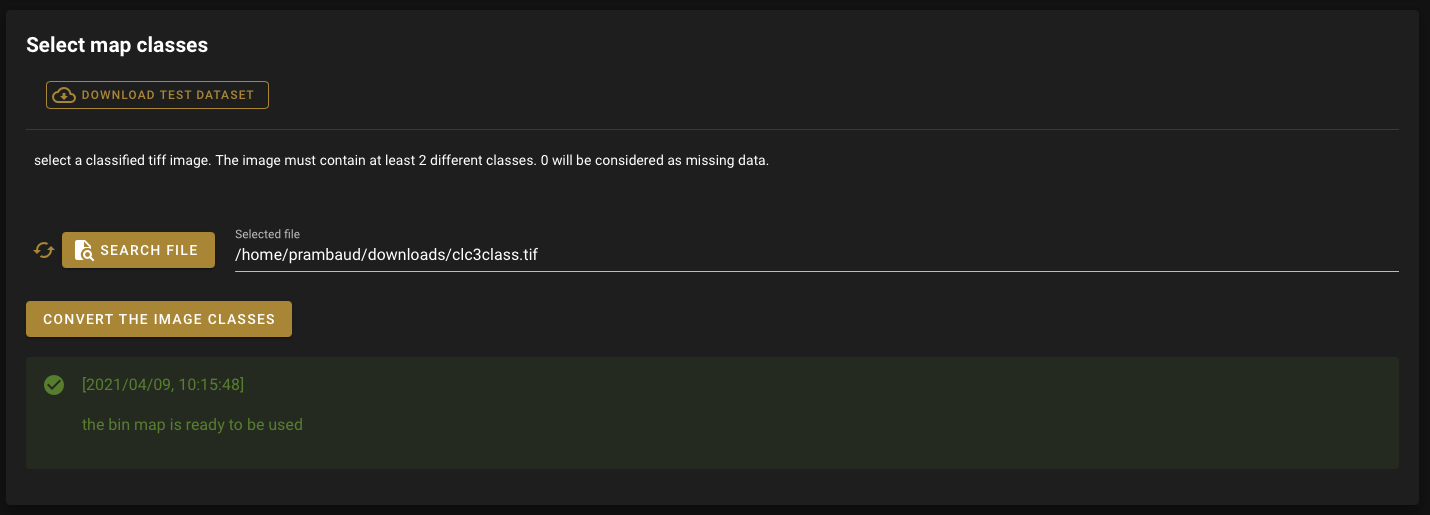 Select map classes
DOWNLOAD TEST DATASET
select a classified tiff image. The image must contain at least 2 different classes. 0 will be considered as missing data.
Selected file
SEARCH FILE
/home/prambaud/downloads/clc3class.tif
CONVERT THE IMAGE CLASSES
[2021/04/09, 10:15:48]
the bin map is ready to be used